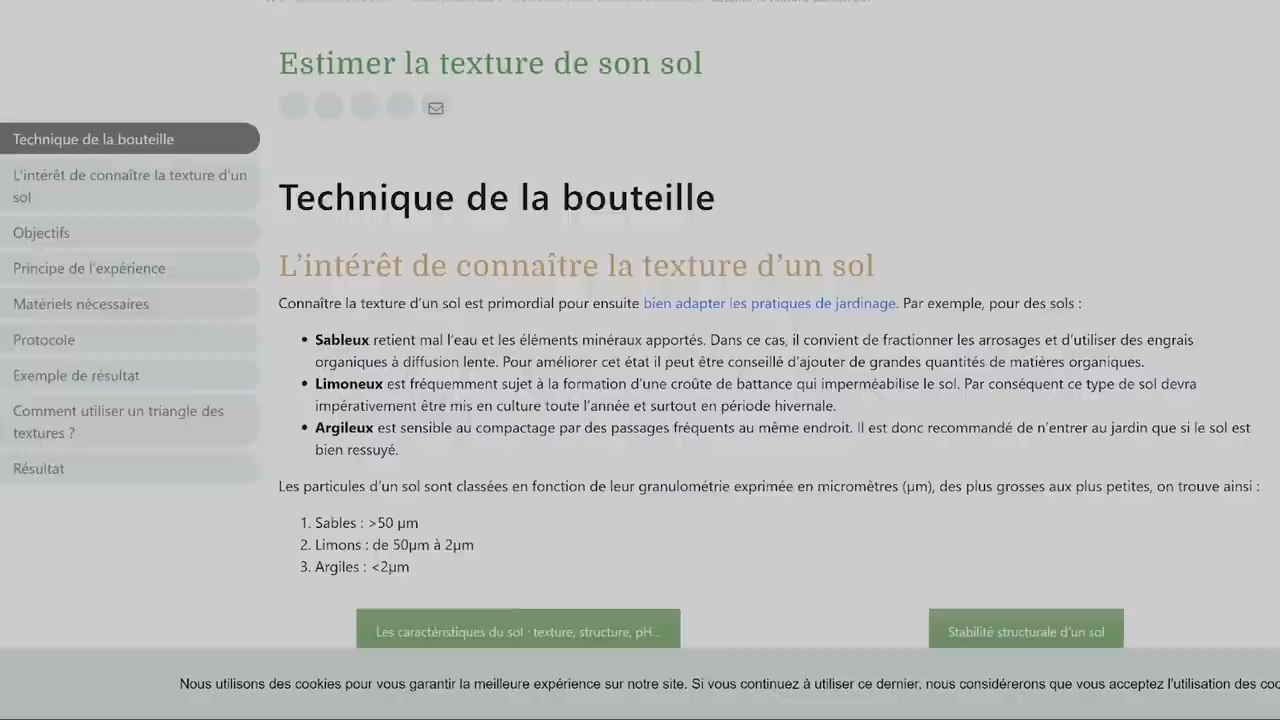 Estimer la texture de son sol
Technique de la bouteille
L'intérêt de connaître la texture d'un
sol
Objectifs
Principe de l'expérience
Matériels nécessaires
Protocole
Exemple de résultat
Comment utiliser un triangle des
textures ?
Résultat
Technique de la bouteille
L'intérêt de connaître la texture d'un sol
Connaître la texture d'un sol est primordial pour ensuite bien adapter les pratiques de jardinage. Par exemple, pour des sols :
• Sableux retient mal l'eau et les éléments minéraux apportés. Dans ce cas, il convient de fractionner les arrosages et d'utiliser des engrais
organiques à diffusion lente. Pour améliorer cet état il peut être conseillé d'ajouter de grandes quantités de matières organiques.
• Limoneux est fréquemment sujet à la formation d'une croûte de battance qui imperméabilise le sol. Par conséquent ce type de sol devra
impérativement être mis en culture toute l'année et surtout en période hivernale.
• Argileux est sensible au compactage par des passages fréquents au même endroit. Il est donc recommandé de n'entrer au jardin que si le sol est
bien ressuyé.
Les particules d'un sol sont classées en fonction de leur granulométrie exprimée en micromètres (µm), des plus grosses aux plus petites, on trouve ainsi :
1. Sables : >50 µm
2. Limons : de 50µm à 2µm
3. Argiles : <2µm
Les caractéristiques du sol : texture, structure, pH...
Stabilité structurale d'un sol
Nous utilisons des cookies pour vous garantir la meilleure expérience sur notre site. Si vous continuez à utiliser ce dernier, nous considérerons que vous acceptez l'utilisation des coo